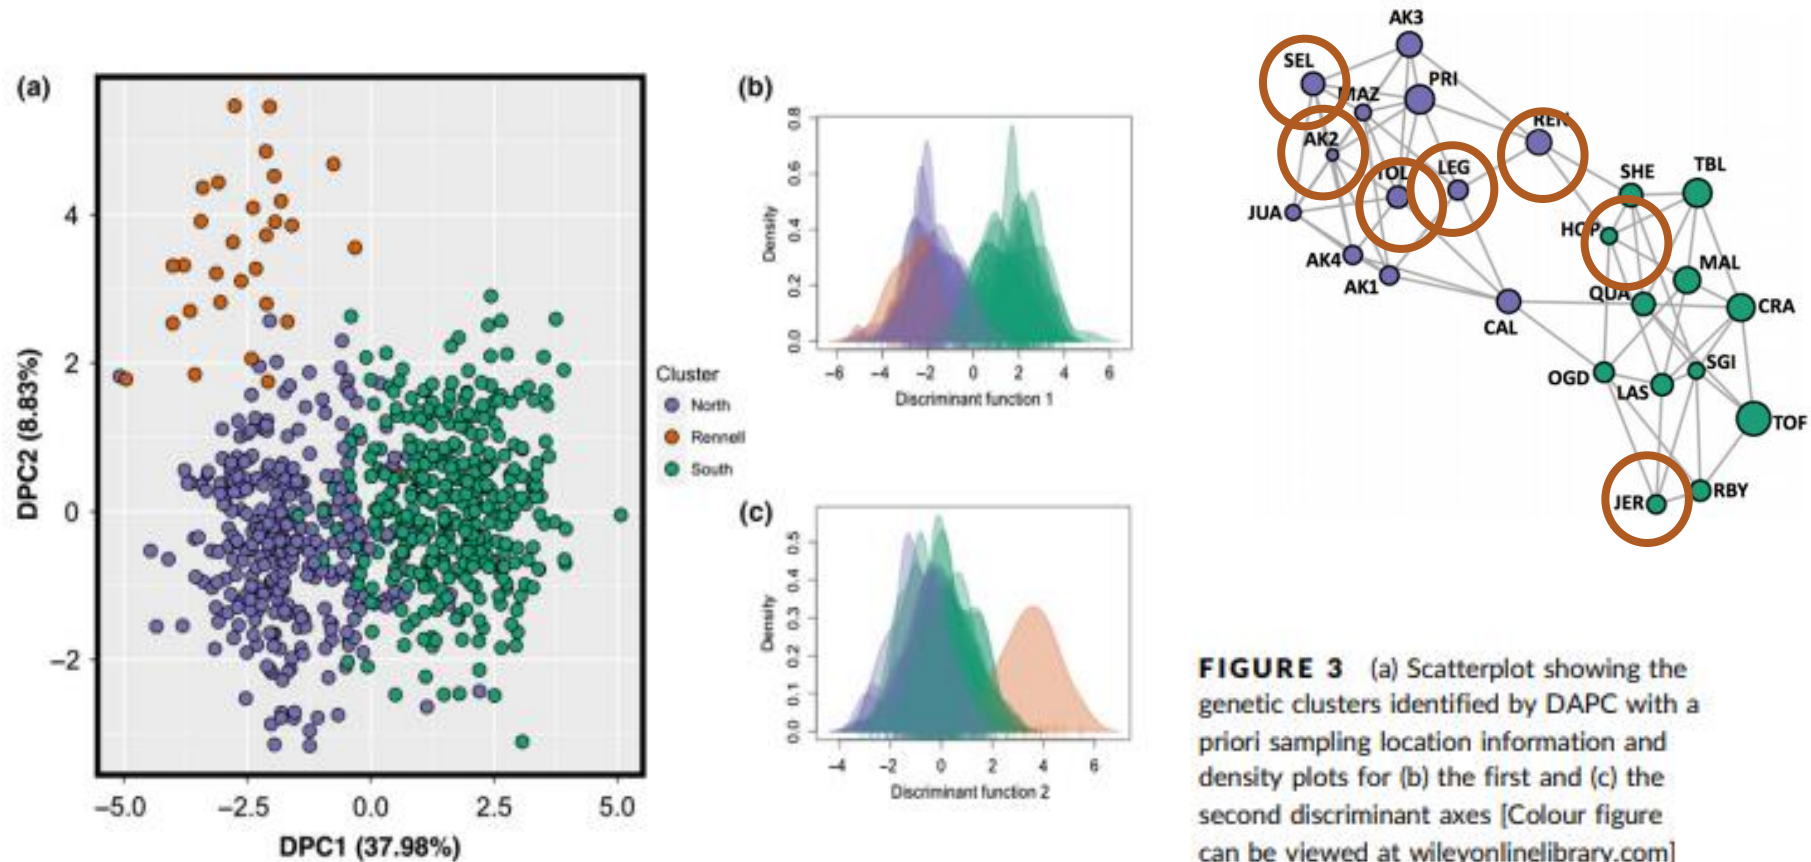 (a)
DPC2 (8.83%)
4
2
0
−2
−5.0
−2.5
0.0
2.5
5.0
DPC1 (37.98%)
Cluster
North
Rennell
South
(b)
Density
0.8
0.6
0.4
0.2
0.0
−6
−4
−2
0
2
4
6
Discriminant function 1
(c)
Density
0.5
0.4
0.3
0.2
0.1
0.0
−4
−2
0
2
4
6
Discriminant function 2
AK3
SEL
PRI
MAZ
REN
AK2
TOL
LEG
SHE
TBL
JUA
HOP
AK4
AK1
MAL
QUA
CRA
CAL
OGD
LAS
SGI
TOF
JER
RBY
FIGURE 3 (a) Scatterplot showing the
genetic clusters identified by DAPC with a
priori sampling location information and
density plots for (b) the first and (c) the
second discriminant axes [Colour figure
can be viewed at wileyonlinelibrary.com]